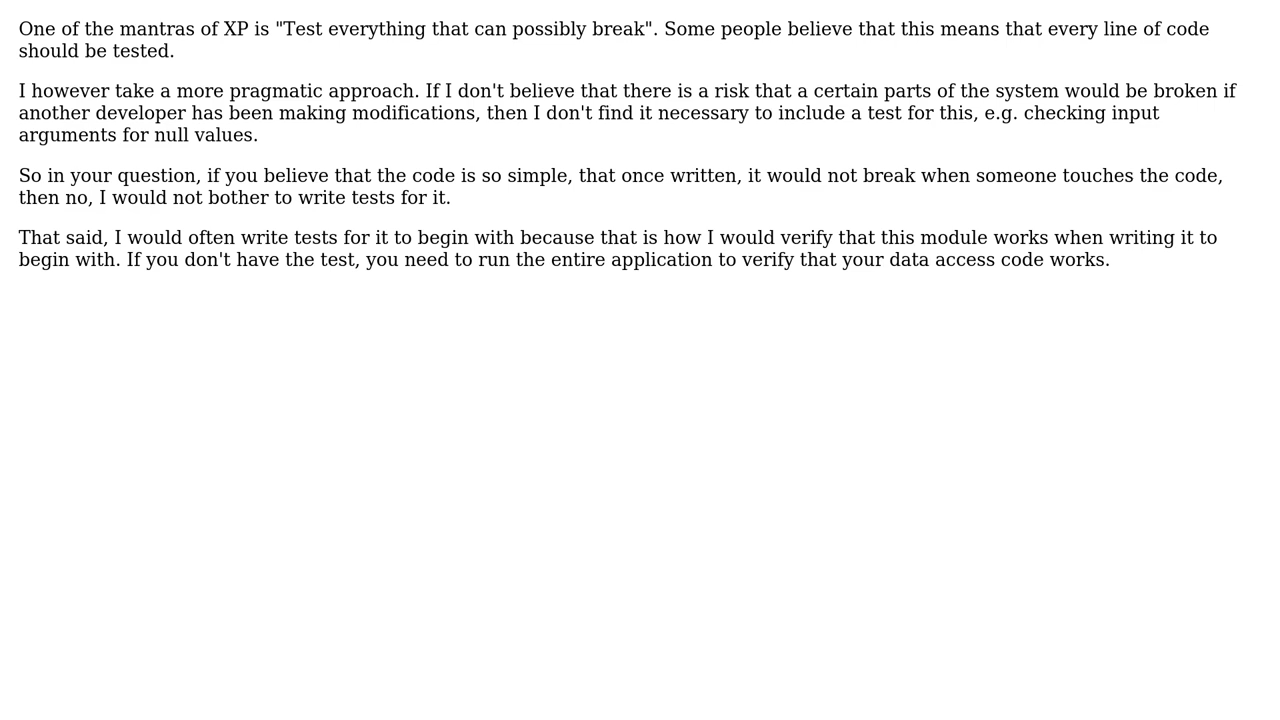 One of the mantras of XP is "Test everything that can possibly break". Some people believe that this means that every line of code
should be tested.
I however take a more pragmatic approach. If I don't believe that there is a risk that a certain parts of the system would be broken if
another developer has been making modifications, then I don't find it necessary to include a test for this, e.g. checking input
arguments for null values.
So in your question, if you believe that the code is so simple, that once written, it would not break when someone touches the code,
then no, I would not bother to write tests for it.
That said, I would often write tests for it to begin with because that is how I would verify that this module works when writing it to
begin with. If you don't have the test, you need to run the entire application to verify that your data access code works.